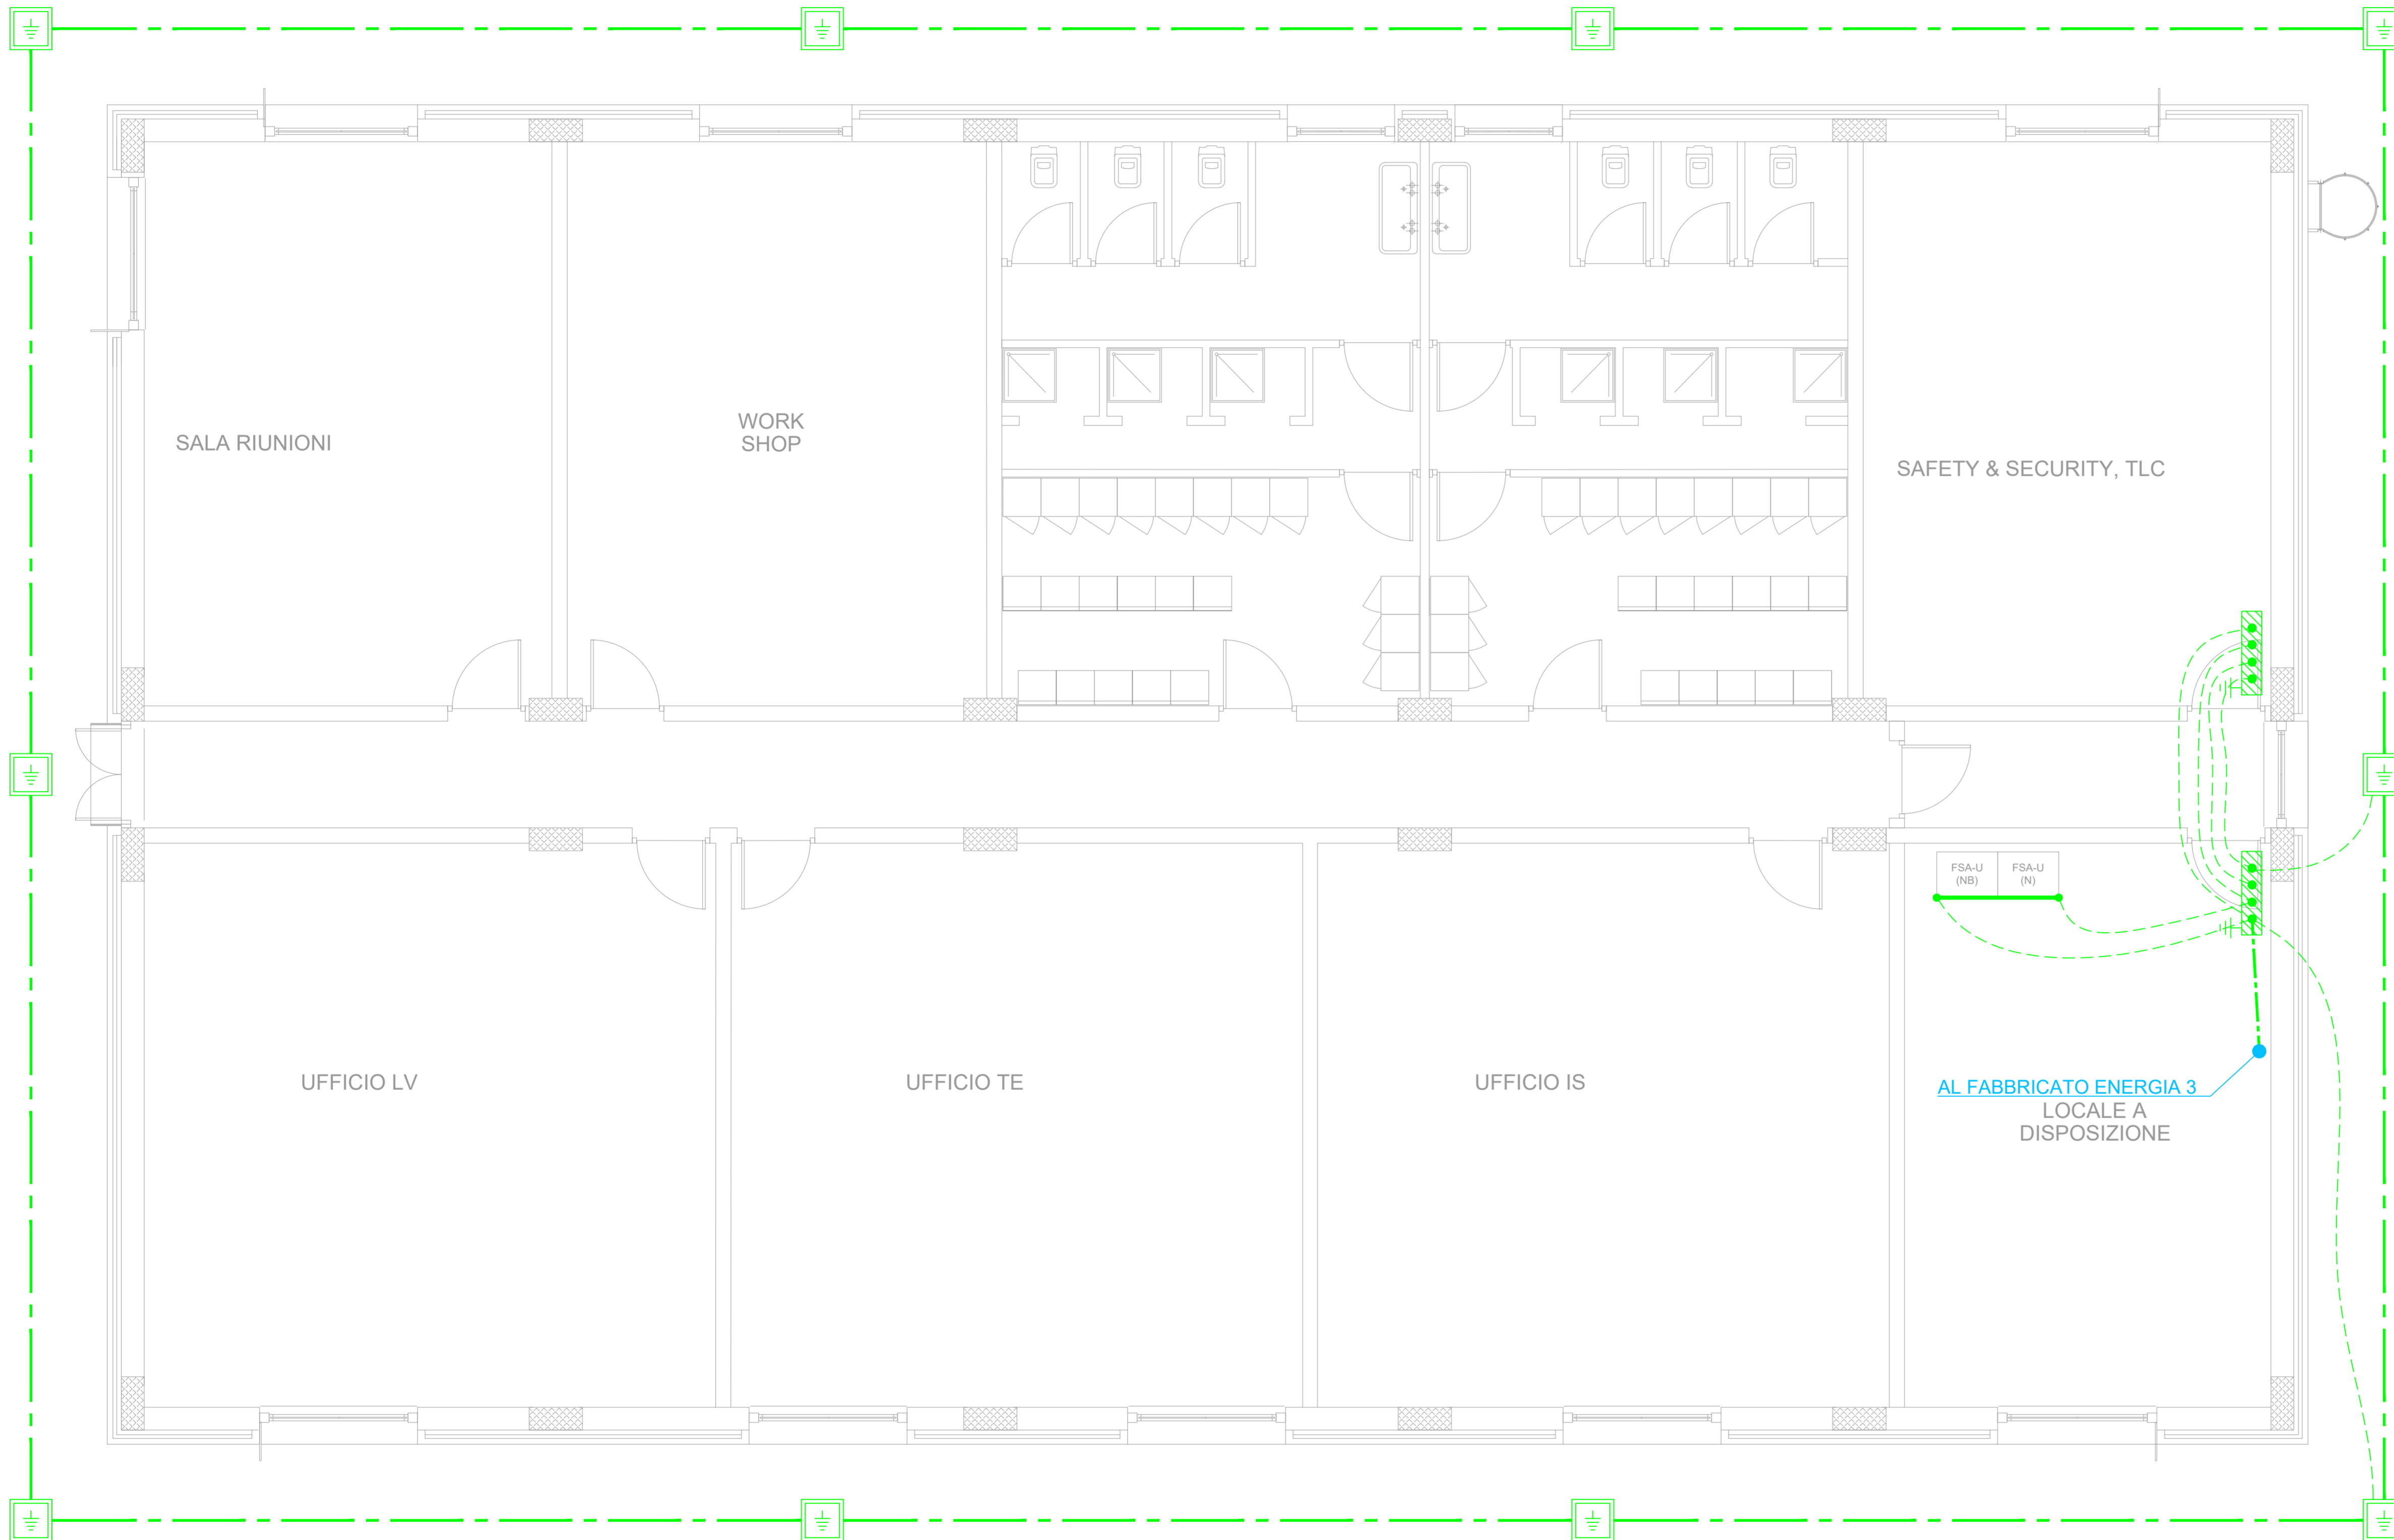 WORK
SHOP
SALA RIUNIONI
SAFETY & SECURITY, TLC
FSA-U
(NB)
FSA-U
(N)
UFFICIO LV
UFFICIO TE
UFFICIO IS
AL FABBRICATO ENERGIA 3
LOCALE A
DISPOSIZIONE